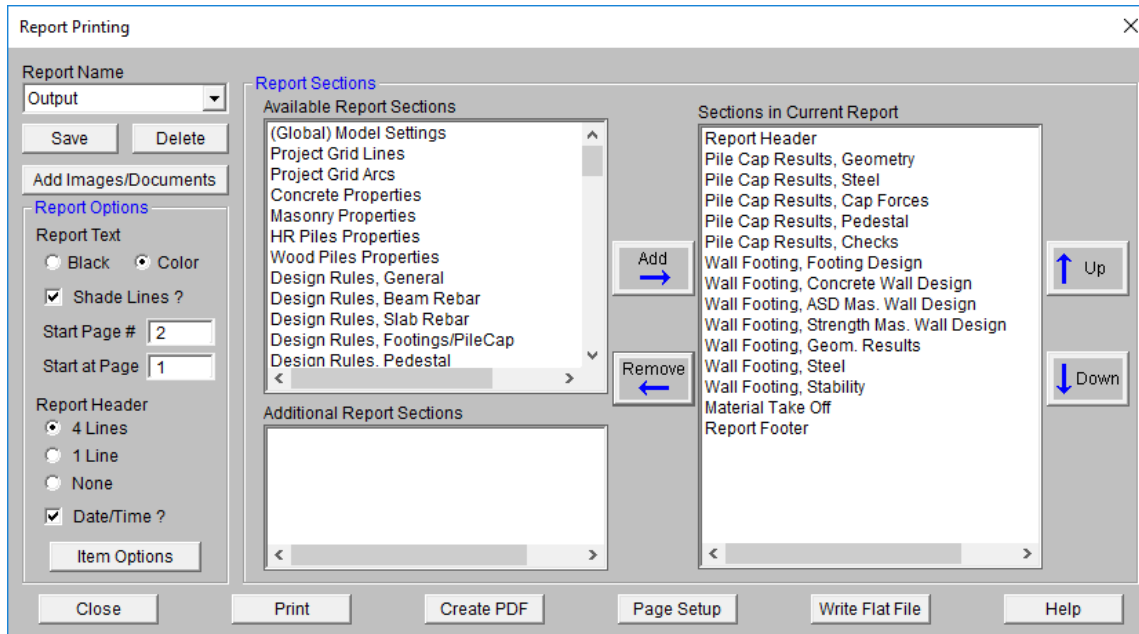 Report Printing
Report Name
Output
Save
Delete
Add Images/Documents
Report Options
Report Text
Black
Color
Shade Lines ?
Start Page #
2
Start at Page
1
Report Header
4 Lines
1 Line
None
Date/Time ?
Item Options
Report Sections
Available Report Sections
(Global) Model Settings
Project Grid Lines
Project Grid Arcs
Concrete Properties
Masonry Properties
HR Piles Properties
Wood Piles Properties
Design Rules, General
Design Rules, Beam Rebar
Design Rules, Slab Rebar
Design Rules, Footings/PileCap
Design Rules, Pedestal
Additional Report Sections
Add
Remove
Sections in Current Report
Report Header
Pile Cap Results, Geometry
Pile Cap Results, Steel
Pile Cap Results, Cap Forces
Pile Cap Results, Pedestal
Pile Cap Results, Checks
Wall Footing, Footing Design
Wall Footing, Concrete Wall Design
Wall Footing, ASD Mas. Wall Design
Wall Footing, Strength Mas. Wall Design
Wall Footing, Geom. Results
Wall Footing, Steel
Wall Footing, Stability
Material Take Off
Report Footer
Up
Down
Close
Print
Create PDF
Page Setup
Write Flat File
Help